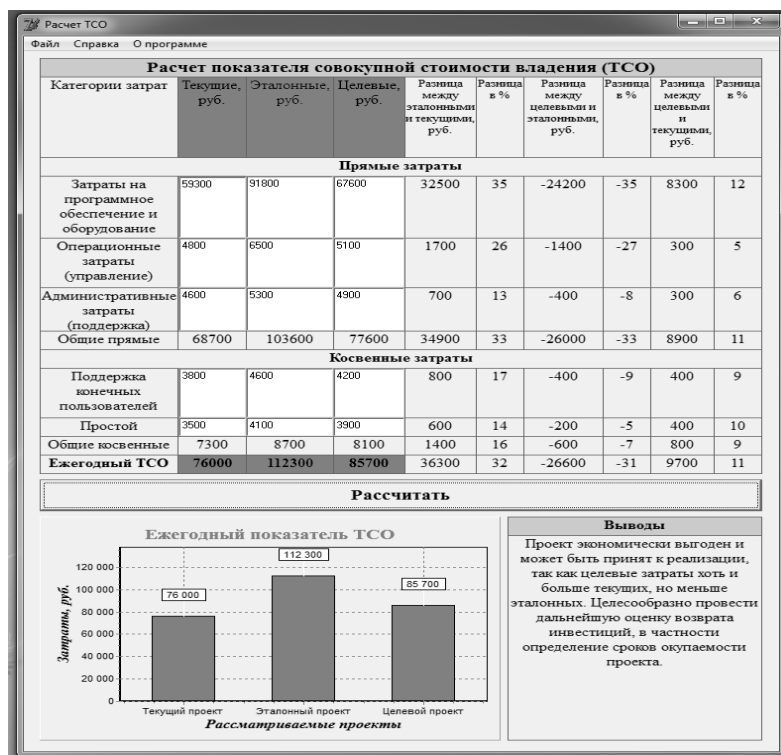 Расчет ТСО
Файл Справка О программе
Расчет показателя совокупной стоимости владения (ТСО)
Категории затрат
Текущие,
руб.
Эталонные,
руб.
Целевые,
руб.
Разница
между
эталонными
и текущими,
руб.
Разница
в %
Разница
между
целевыми и
эталонными,
руб.
Разница
в %
Разница
между
целевыми
и
текущими,
руб.
Разница
в %
Прямые затраты
Затраты на
программное
обеспечение и
оборудование
59300 91800 67600 32500 35 -24200 -35 8300 12
Операционные
затраты
(управление)
4800 6500 5100 1700 26 -1400 -27 300 5
Административные
затраты
(поддержка)
4600 5300 4900 700 13 -400 -8 300 6
Общие прямые 68700 103600 77600 34900 33 -26000 -33 8900 11
Косвенные затраты
Поддержка
конечных
пользователей
3800 4600 4200 800 17 -400 -9 400 9
Простой 3500 4100 3900 600 14 -200 -5 400 10
Общие косвенные 7300 8700 8100 1400 16 -600 -7 800 9
Ежегодный ТСО 76000 112300 85700 36300 32 -26600 -31 9700 11
Рассчитать
Ежегодный показатель ТСО
Затраты, руб.
120 000
100 000
80 000
60 000
40 000
20 000
0
76 000
112 300
85 700
Текущий проект Эталонный проект Целевой проект
Рассматриваемые проекты
Выводы
Проект экономически выгоден и
может быть принят к реализации,
так как целевые затраты хоть и
больше текущих, но меньше
эталонных. Целесообразно провести
дальнейшую оценку возврата
инвестиций, в частности
определение сроков окупаемости
проекта.